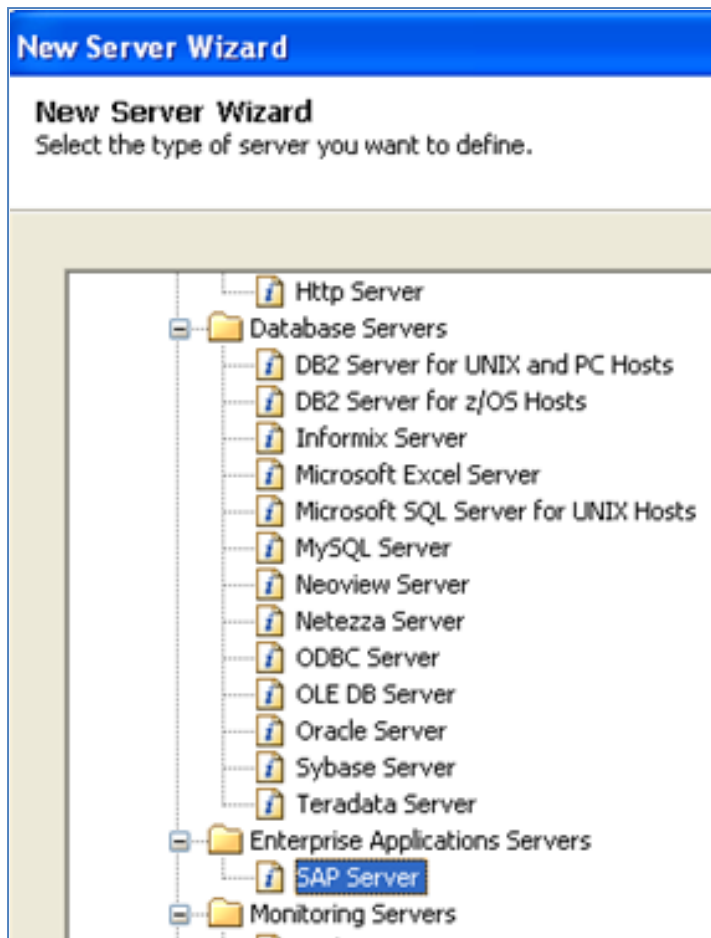 New Server Wizard
New Server Wizard
Select the type of server you want to define.
Http Server
Database Servers
DB2 Server for UNIX and PC Hosts
DB2 Server for z/OS Hosts
Informix Server
Microsoft Excel Server
Microsoft SQL Server for UNIX Hosts
MySQL Server
Neoview Server
Netezza Server
ODBC Server
OLE DB Server
Oracle Server
Sybase Server
Teradata Server
Enterprise Applications Servers
SAP Server
Monitoring Servers